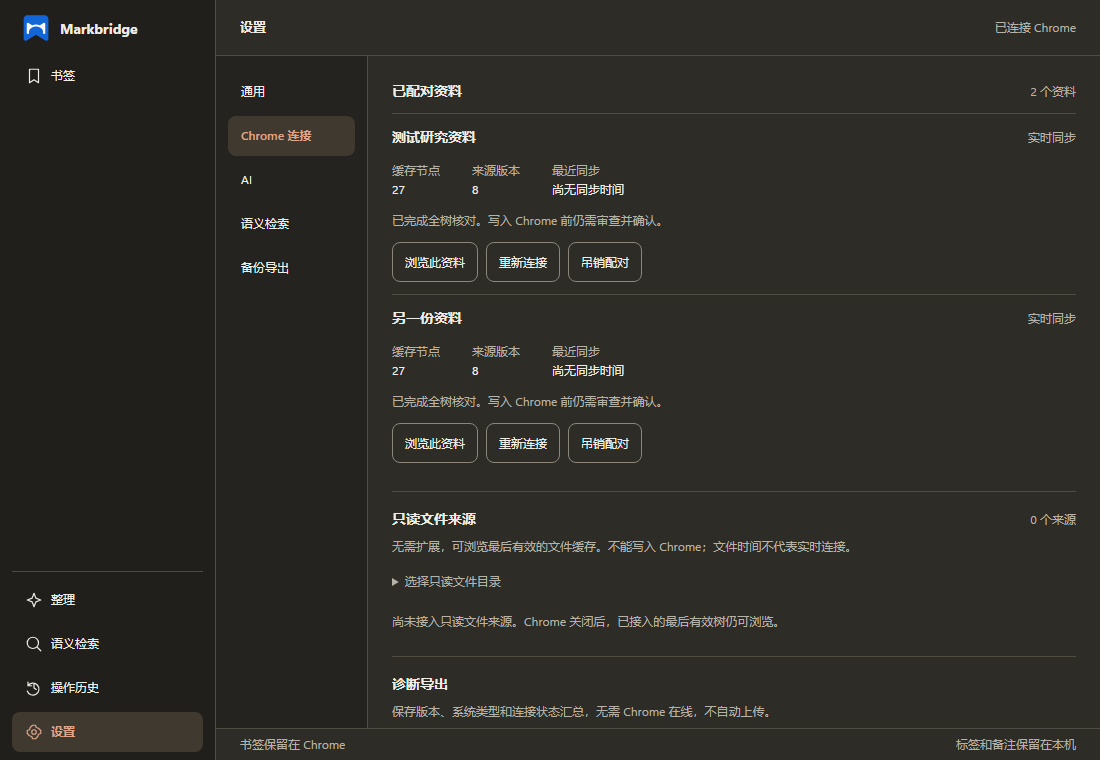 Markbridge
书签
整理
语义检索
操作历史
设置
设置
已连接 Chrome
通用
Chrome 连接
AI
语义检索
备份导出
已配对资料
2 个资料
测试研究资料
实时同步
缓存节点 来源版本 最近同步
27 8 尚无同步时间
已完成全树核对。写入 Chrome 前仍需审查并确认。
浏览此资料 重新连接 吊销配对
另一份资料
实时同步
缓存节点 来源版本 最近同步
27 8 尚无同步时间
已完成全树核对。写入 Chrome 前仍需审查并确认。
浏览此资料 重新连接 吊销配对
只读文件来源
0 个来源
无需扩展，可浏览最后有效的文件缓存。不能写入 Chrome；文件时间不代表实时连接。
选择只读文件目录
尚未接入只读文件来源。Chrome 关闭后，已接入的最后有效树仍可浏览。
诊断导出
保存版本、系统类型和连接状态汇总，无需 Chrome 在线，不自动上传。
书签保留在 Chrome
标签和备注保留在本机